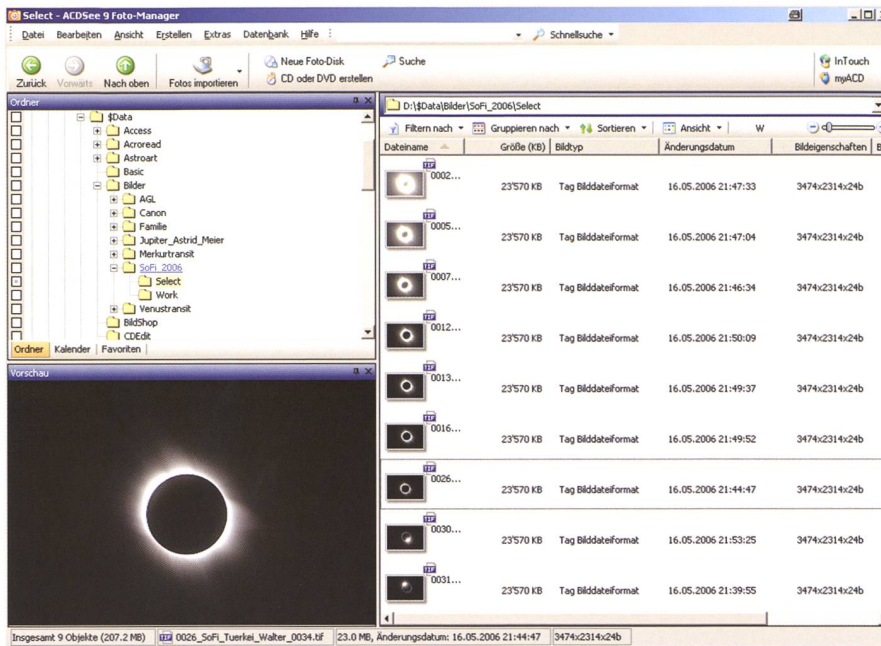 Select - ACDSee 9 Foto-Manager
Datei Bearbeiten Ansicht Erstellen Extras Datenbank Hilfe Schnellsuche
Zurück Vorwärts Nach oben Fotos importieren
Neue Foto-Disk
CD oder DVD erstellen
Suche
InTouch
myACD
Ordner
$Data
Access
Acroread
Astroart
Basic
Bilder
AGL
Canon
Familie
Jupiter_Astrid_Meier
Merkurtransit
SoFi_2006
Select
Work
Venustransit
BildShop
CDEdit
Ordner Kalender Favoriten
Vorschau
D:\$Data\Bilder\SoFi_2006\Select
Filtern nach Gruppieren nach Sortieren Ansicht W
Dateiname Größe (KB) Bildtyp Änderungsdatum Bildeigenschaften B
TIF 0002... 23'570 KB Tag Bilddateiformat 16.05.2006 21:47:33 3474x2314x24b
TIF 0005... 23'570 KB Tag Bilddateiformat 16.05.2006 21:47:04 3474x2314x24b
TIF 0007... 23'570 KB Tag Bilddateiformat 16.05.2006 21:46:34 3474x2314x24b
TIF 0012... 23'570 KB Tag Bilddateiformat 16.05.2006 21:50:09 3474x2314x24b
TIF 0013... 23'570 KB Tag Bilddateiformat 16.05.2006 21:49:37 3474x2314x24b
TIF 0016... 23'570 KB Tag Bilddateiformat 16.05.2006 21:49:52 3474x2314x24b
TIF 0026... 23'570 KB Tag Bilddateiformat 16.05.2006 21:44:47 3474x2314x24b
TIF 0030... 23'570 KB Tag Bilddateiformat 16.05.2006 21:53:25 3474x2314x24b
TIF 0031... 23'570 KB Tag Bilddateiformat 16.05.2006 21:39:55 3474x2314x24b
Insgesamt 9 Objekte (207.2 MB) TIF 0026_SoFi_Tuerkei_Walter_0034.tif 23.0 MB, Änderungsdatum: 16.05.2006 21:44:47 3474x2314x24b